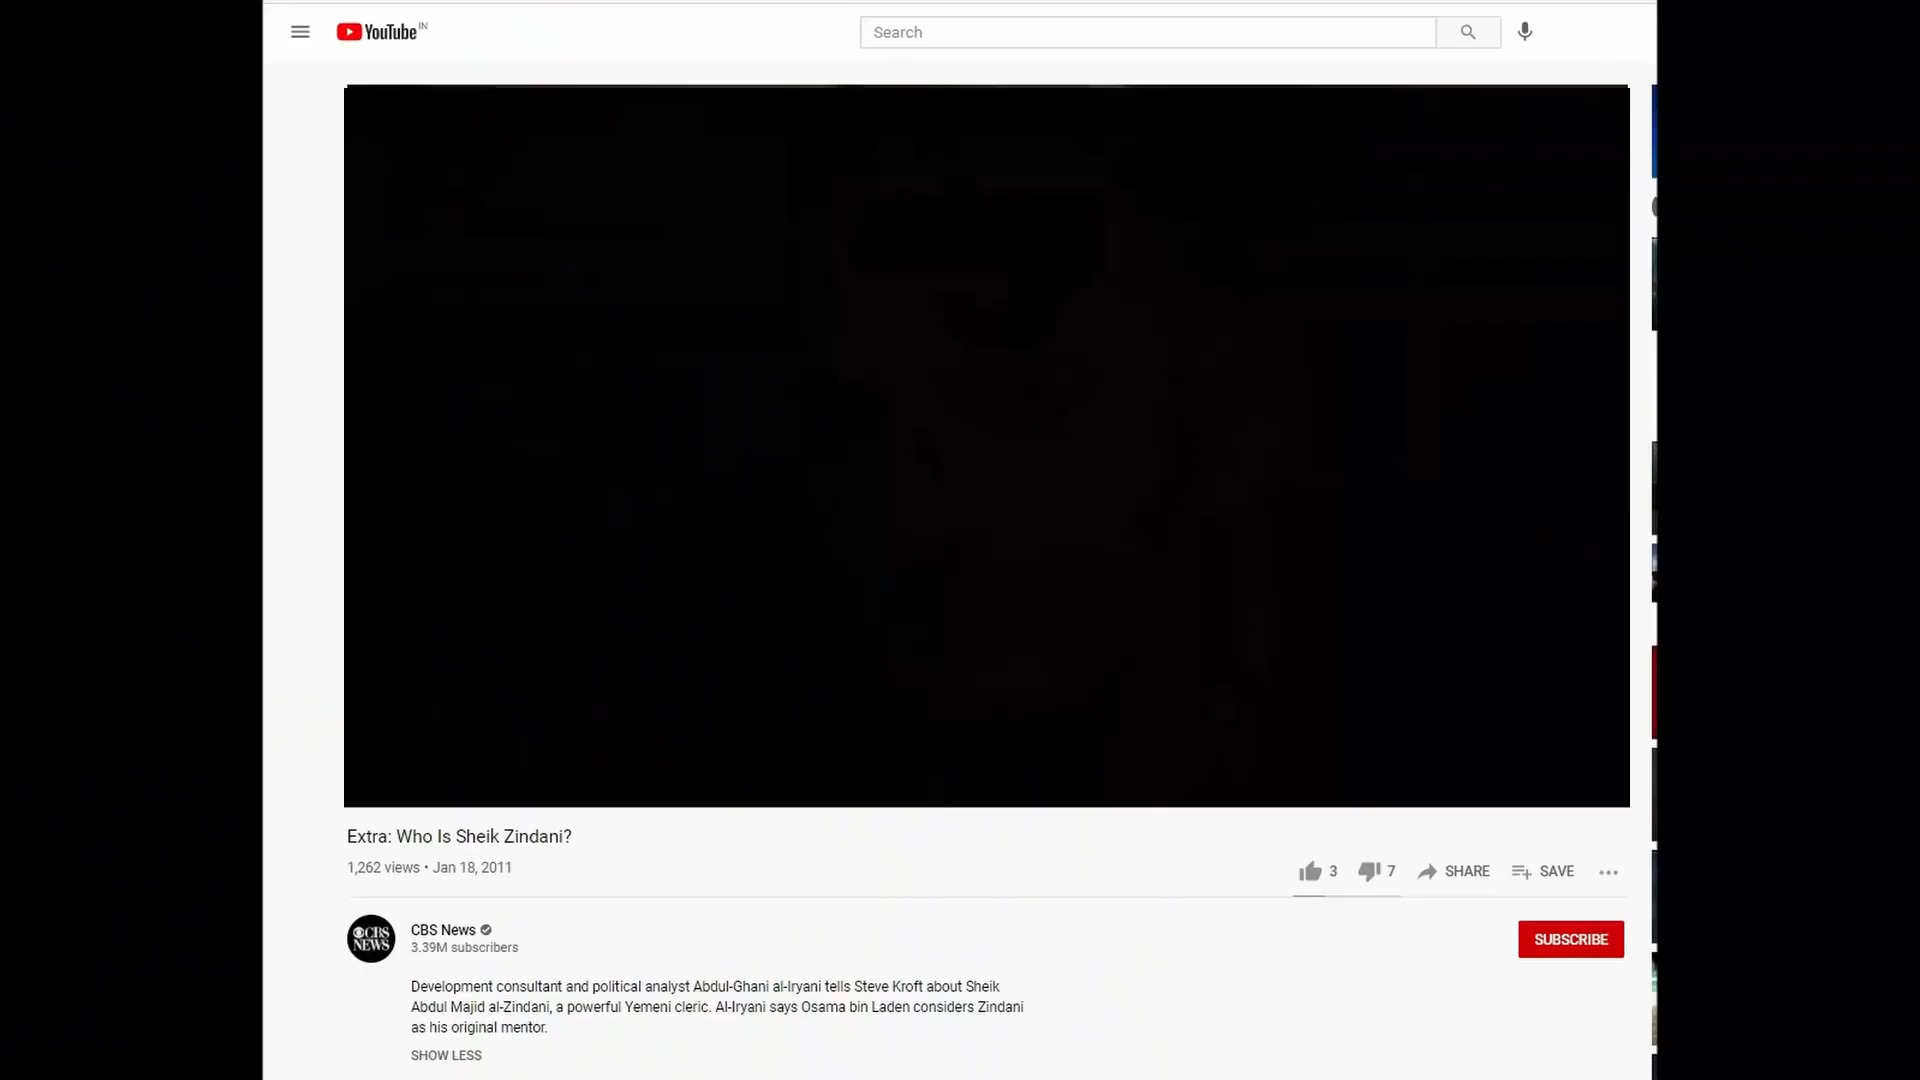 YouTube IN
Search
Extra: Who Is Sheik Zindani?
1,262 views • Jan 18, 2011
3 7 SHARE SAVE
CBS NEWS
CBS News
3.39M subscribers
SUBSCRIBE
Development consultant and political analyst Abdul-Ghani al-Iryani tells Steve Kroft about Sheik
Abdul Majid al-Zindani, a powerful Yemeni cleric. Al-Iryani says Osama bin Laden considers Zindani
as his original mentor.
SHOW LESS